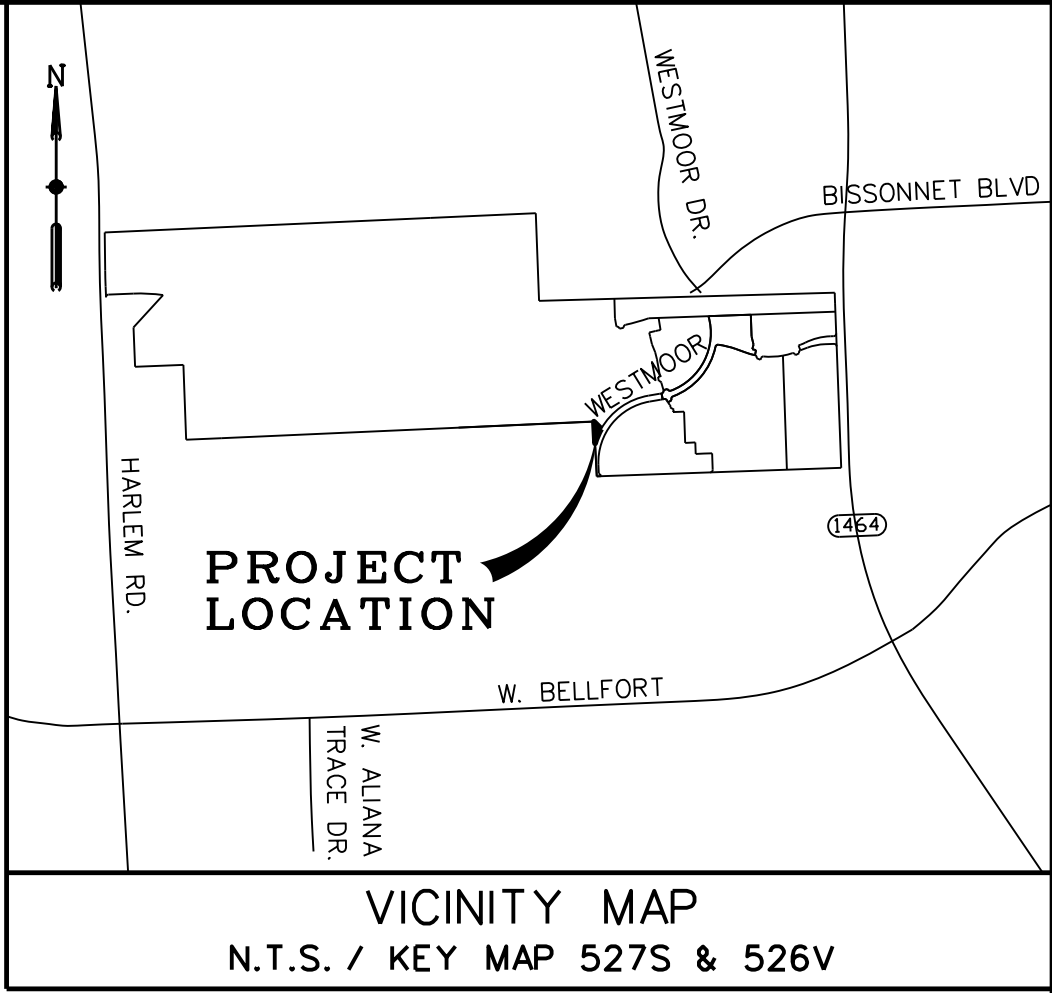 N
WESTMOOR DR.
BISSONNET BLVD
WESTMOOR
HARLEM RD.
1464
PROJECT
LOCATION
W. BELLFORT
W. ALIANA
TRACE DR.
VICINITY MAP
N.T.S. / KEY MAP 527S & 526V